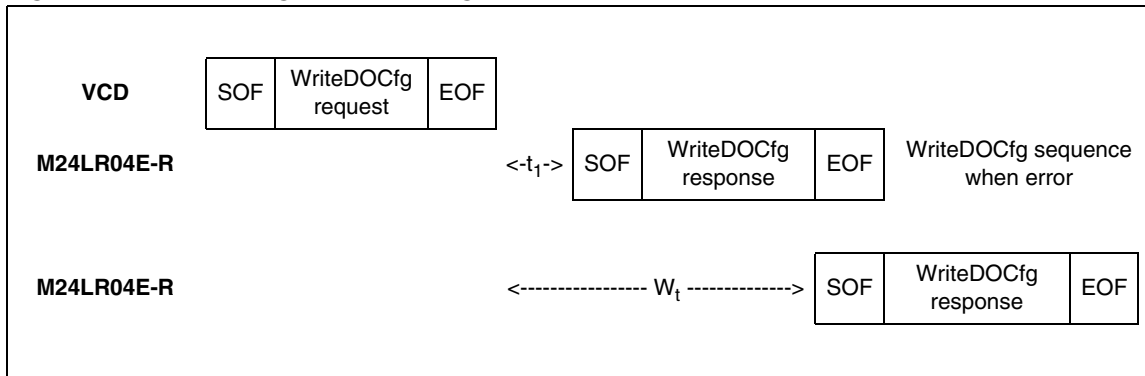 VCD SOF WriteDOCfg request EOF
M24LR04E-R <-t1-> SOF WriteDOCfg response EOF WriteDOCfg sequence when error
M24LR04E-R <----------------- Wt --------------> SOF WriteDOCfg response EOF